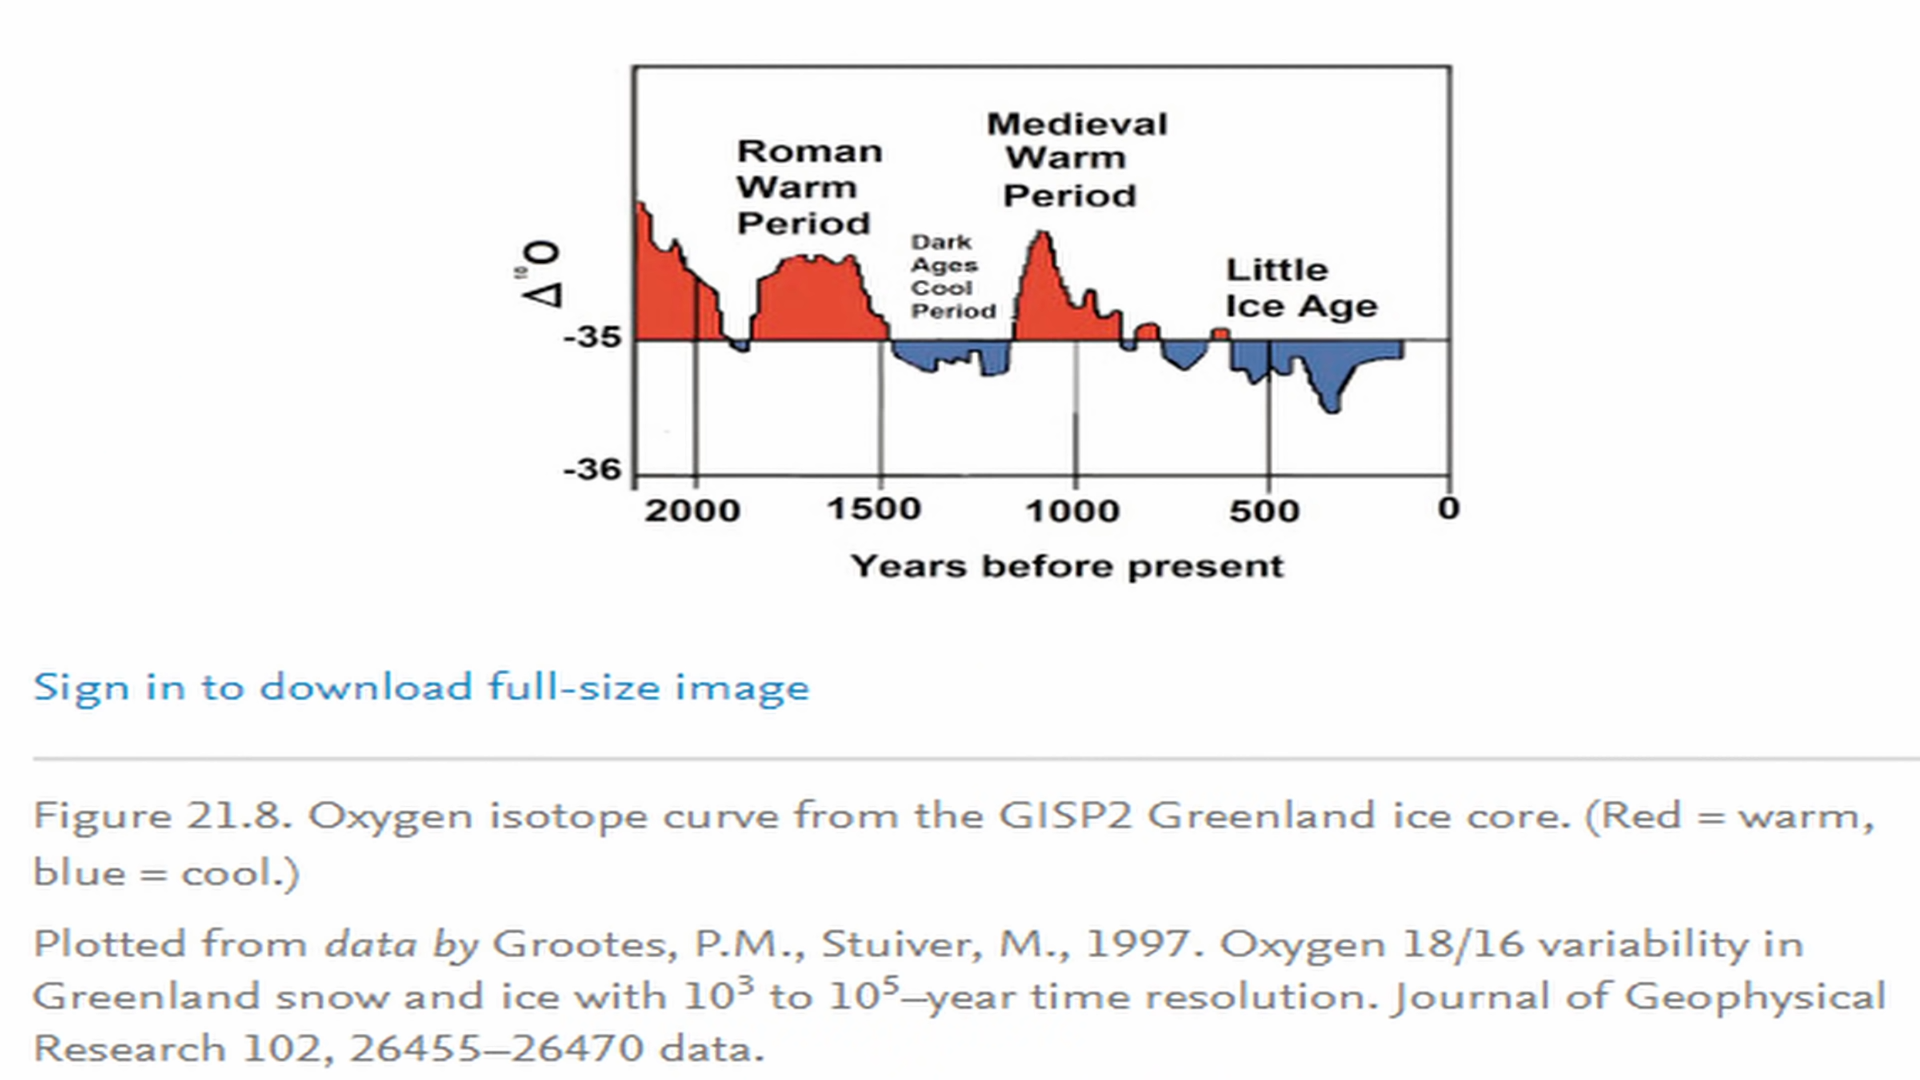 Medieval
Warm
Period
Roman
Warm
Period
Dark
Ages
Cool
Period
Little
Ice Age
Δ¹⁸O
-35
-36
2000 1500 1000 500 0
Years before present
Sign in to download full-size image
Figure 21.8. Oxygen isotope curve from the GISP2 Greenland ice core. (Red = warm,
blue = cool.)
Plotted from data by Grootes, P.M., Stuiver, M., 1997. Oxygen 18/16 variability in
Greenland snow and ice with 10³ to 10⁵–year time resolution. Journal of Geophysical
Research 102, 26455–26470 data.